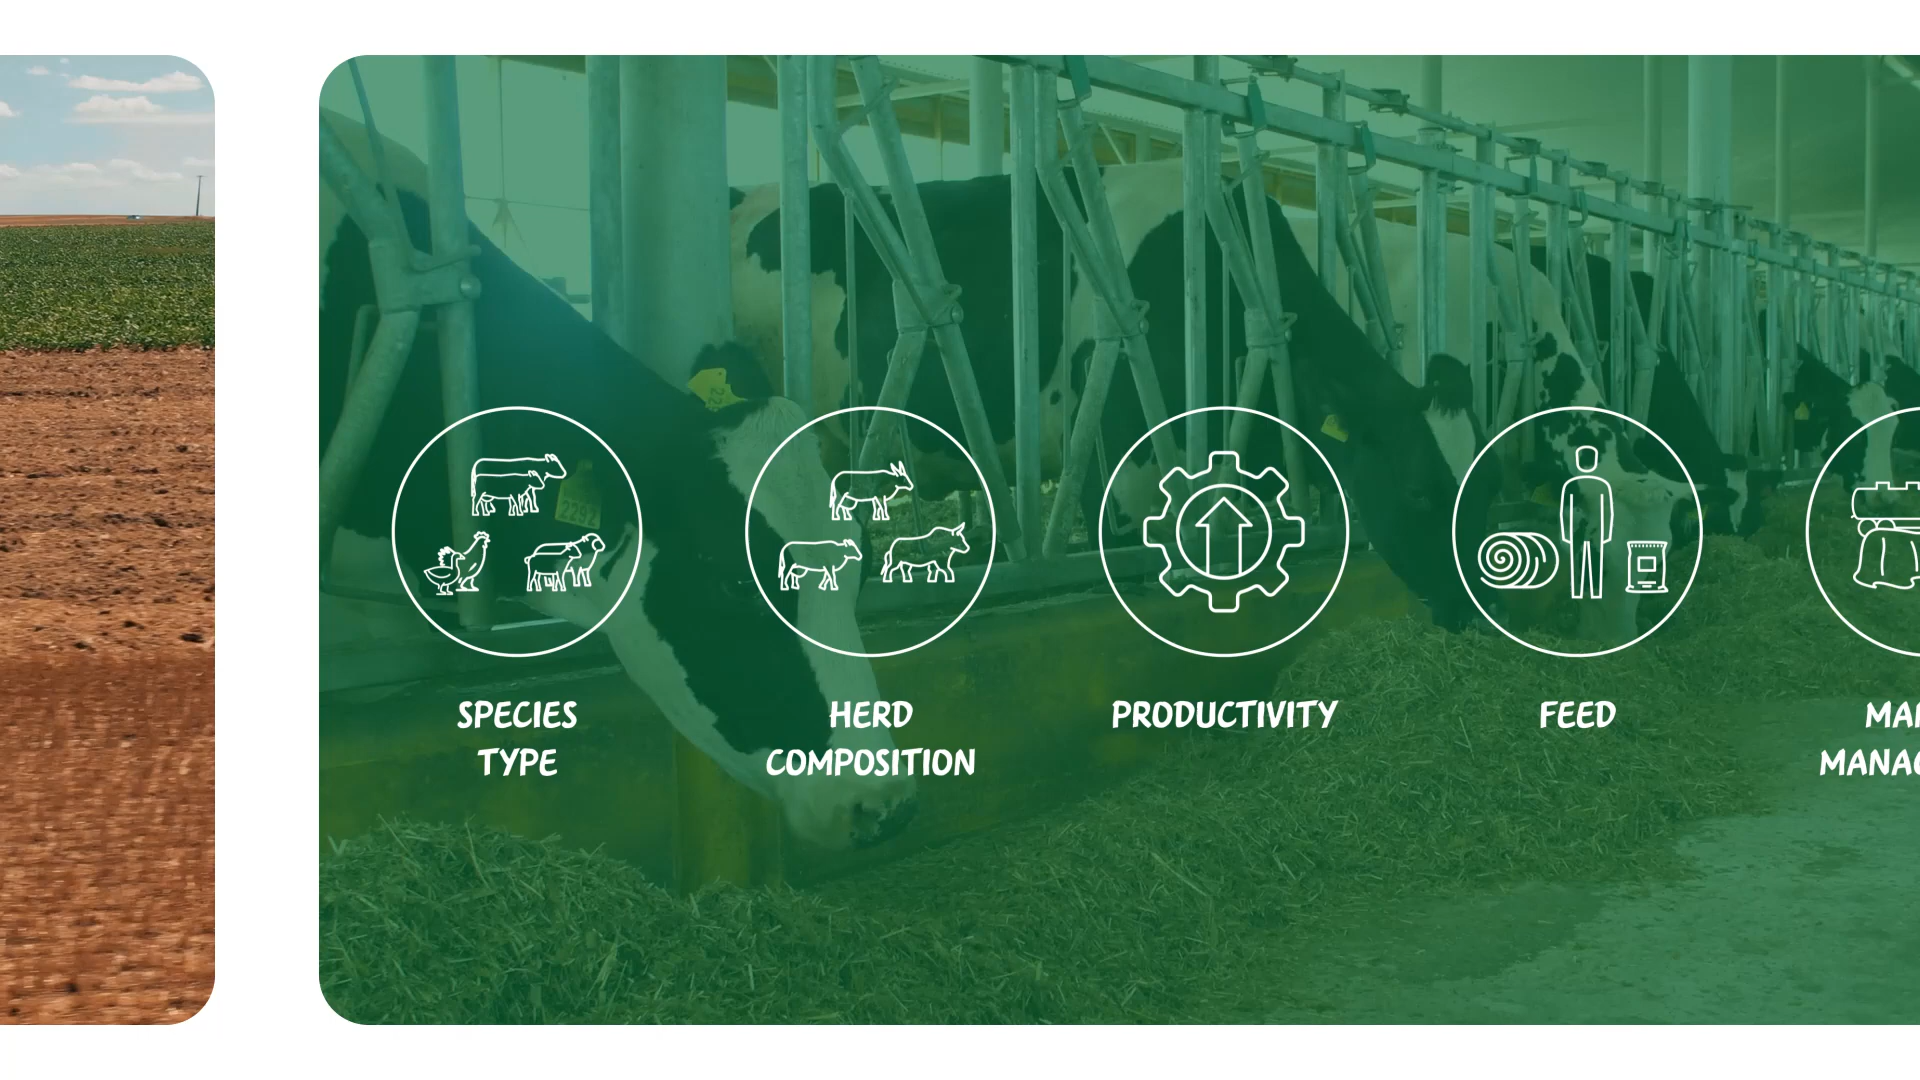 SPECIES
TYPE
HERD
COMPOSITION
PRODUCTIVITY
FEED